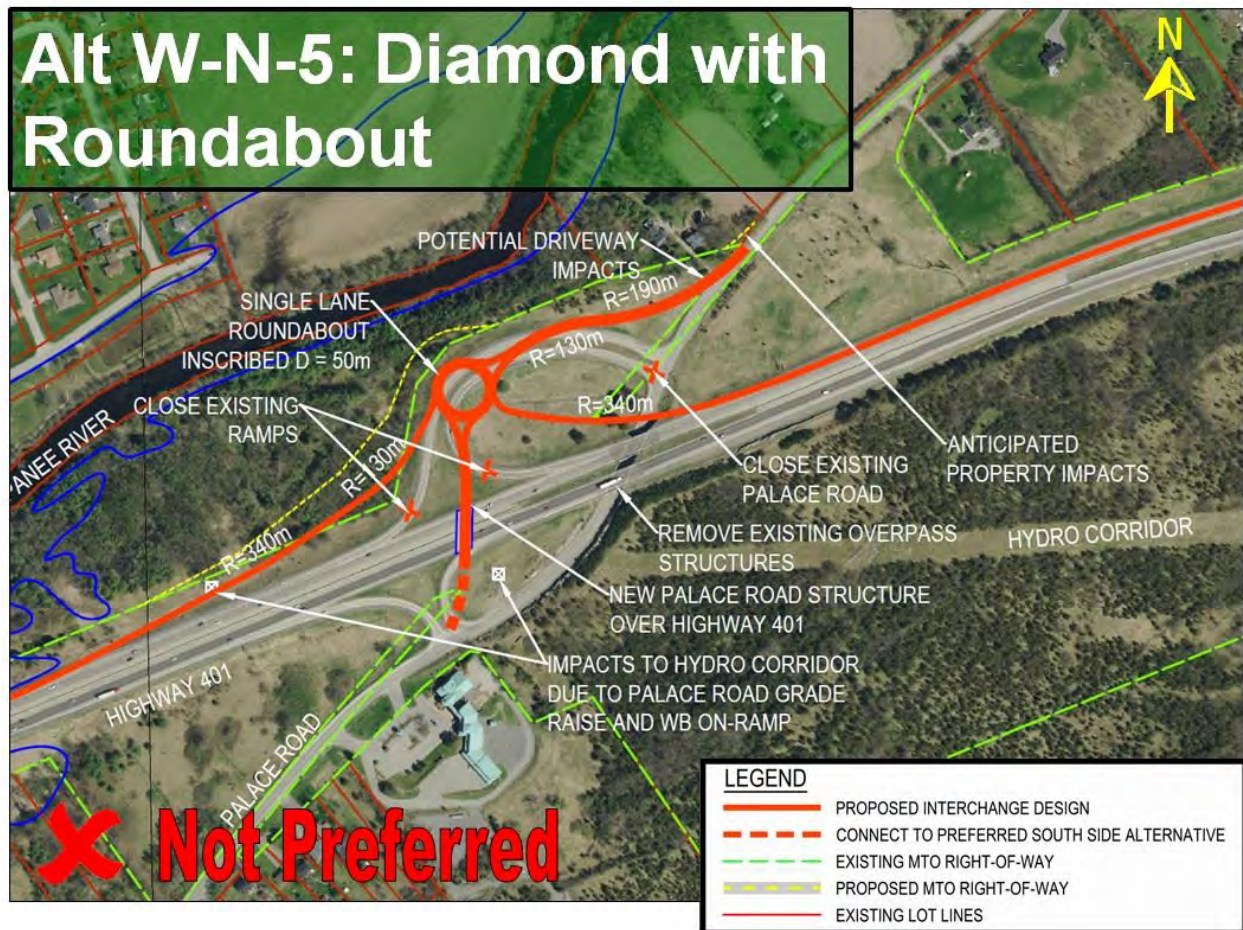 Alt W-N-5: Diamond with
Roundabout
N
POTENTIAL DRIVEWAY
IMPACTS
R=190m
SINGLE LANE
ROUNDABOUT
INSCRIBED D = 50m
R=130m
CLOSE EXISTING
RAMPS
R=340m
ANEE RIVER
R=130m
ANTICIPATED
PROPERTY IMPACTS
CLOSE EXISTING
PALACE ROAD
REMOVE EXISTING OVERPASS
STRUCTURES
HYDRO CORRIDOR
R=340m
NEW PALACE ROAD STRUCTURE
OVER HIGHWAY 401
IMPACTS TO HYDRO CORRIDOR
DUE TO PALACE ROAD GRADE
RAISE AND WB ON-RAMP
HIGHWAY 401
PALACE ROAD
Not Preferred
LEGEND
PROPOSED INTERCHANGE DESIGN
CONNECT TO PREFERRED SOUTH SIDE ALTERNATIVE
EXISTING MTO RIGHT-OF-WAY
PROPOSED MTO RIGHT-OF-WAY
EXISTING LOT LINES